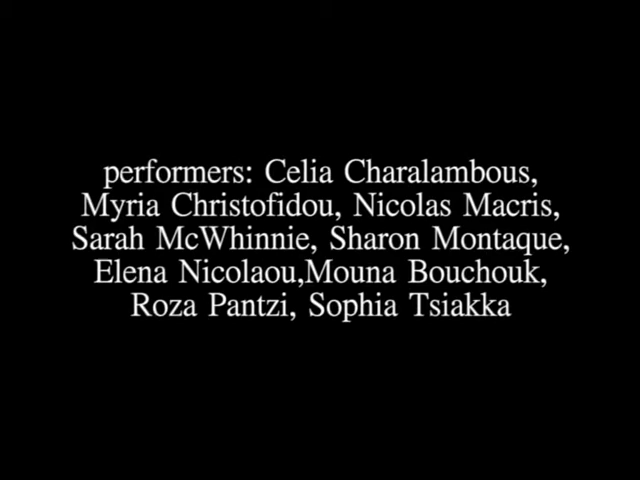 performers: Celia Charalambous,
Myria Christofidou, Nicolas Macris,
Sarah McWhinnie, Sharon Montaque,
Elena Nicolaou,Mouna Bouchouk,
Roza Pantzi, Sophia Tsiakka